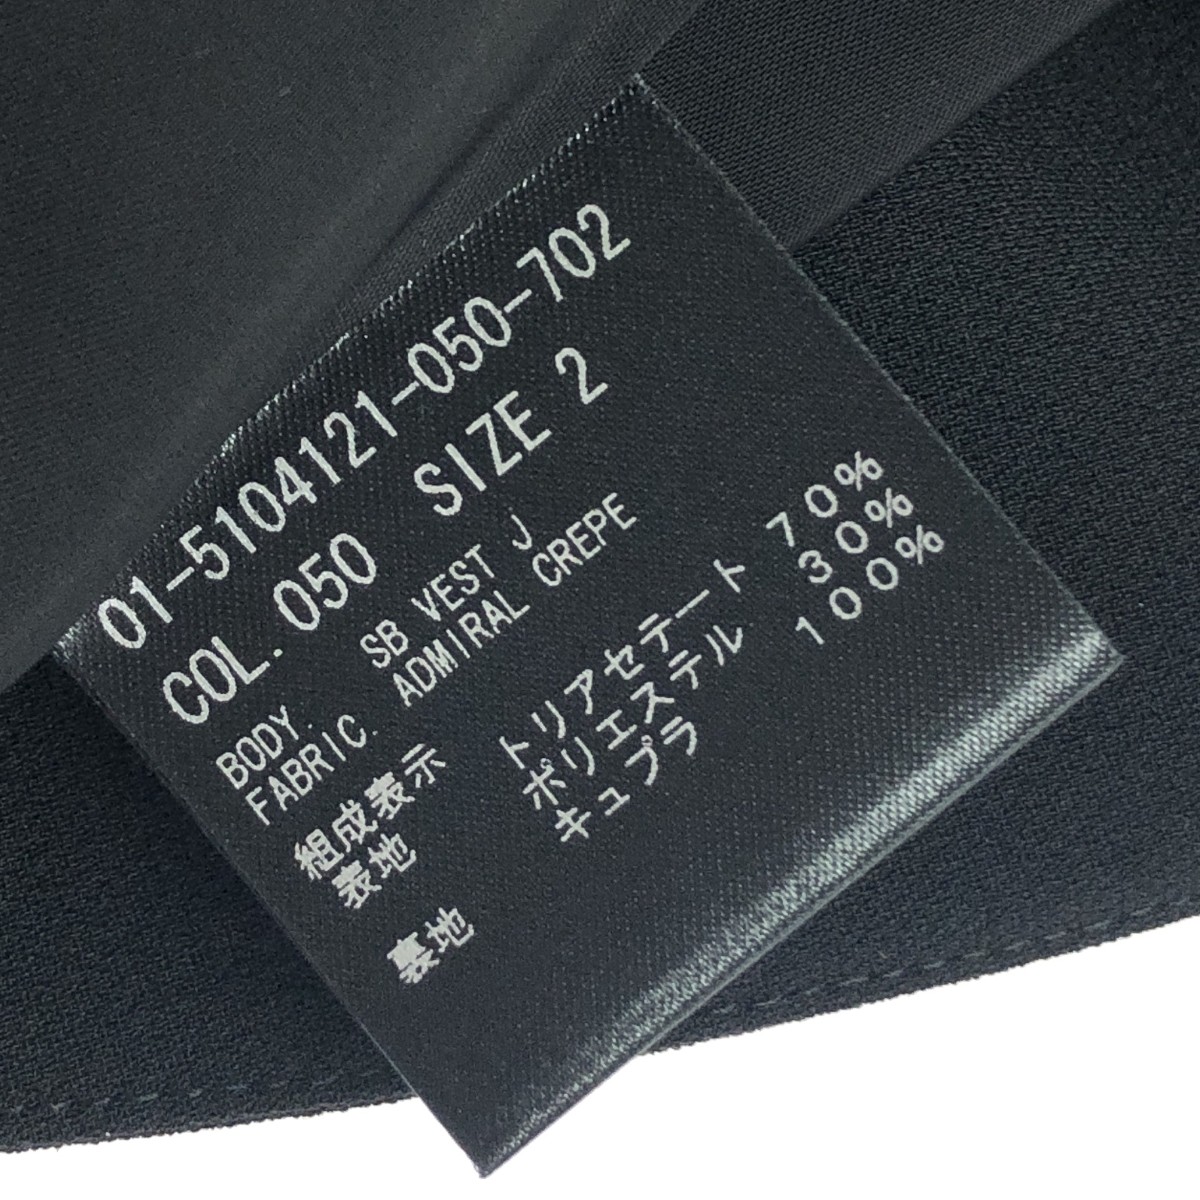 01-5104121-050-702
COL. 050 SIZE 2
BODY. SB VEST J
FABRIC. ADMIRAL CREPE
組成表示
表地 トリアセテート 70%
ポリエステル 30%
裏地 キュプラ 100%